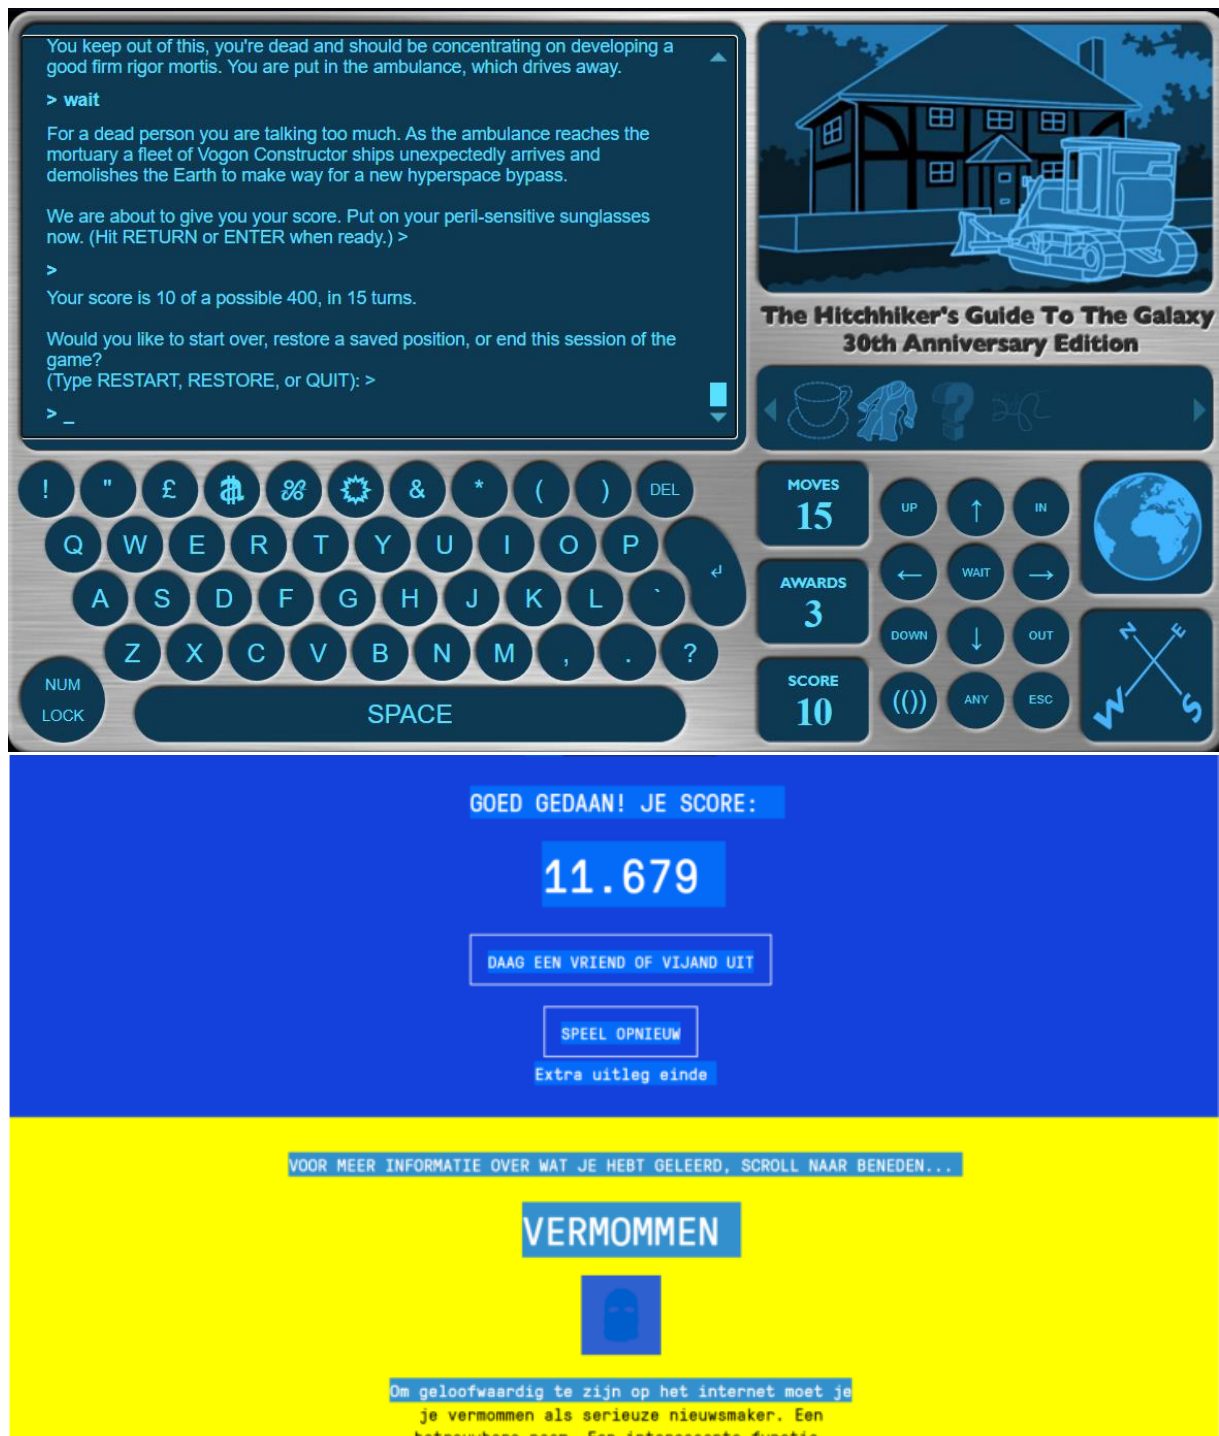 You keep out of this, you're dead and should be concentrating on developing a
good firm rigor mortis. You are put in the ambulance, which drives away.
> wait
For a dead person you are talking too much. As the ambulance reaches the
mortuary a fleet of Vogon Constructor ships unexpectedly arrives and
demolishes the Earth to make way for a new hyperspace bypass.
We are about to give you your score. Put on your peril-sensitive sunglasses
now. (Hit RETURN or ENTER when ready.) >
>
Your score is 10 of a possible 400, in 15 turns.
Would you like to start over, restore a saved position, or end this session of the
game?
(Type RESTART, RESTORE, or QUIT): >
> _
The Hitchhiker's Guide To The Galaxy
30th Anniversary Edition
! " £ & * ( ) DEL
Q W E R T Y U I O P
A S D F G H J K L `
Z X C V B N M , . ?
NUM
LOCK
SPACE
MOVES
15
AWARDS
3
SCORE
10
UP ↑ IN
← WAIT →
DOWN ↓ OUT
(()) ANY ESC
N E
W S
GOED GEDAAN! JE SCORE:
11.679
DAAG EEN VRIEND OF VIJAND UIT
SPEEL OPNIEUW
Extra uitleg einde
VOOR MEER INFORMATIE OVER WAT JE HEBT GELEERD, SCROLL NAAR BENEDEN...
VERMOMMEN
Om geloofwaardig te zijn op het internet moet je
je vermommen als serieuze nieuwsmaker. Een
betrouwbare naam. Een interessante functie